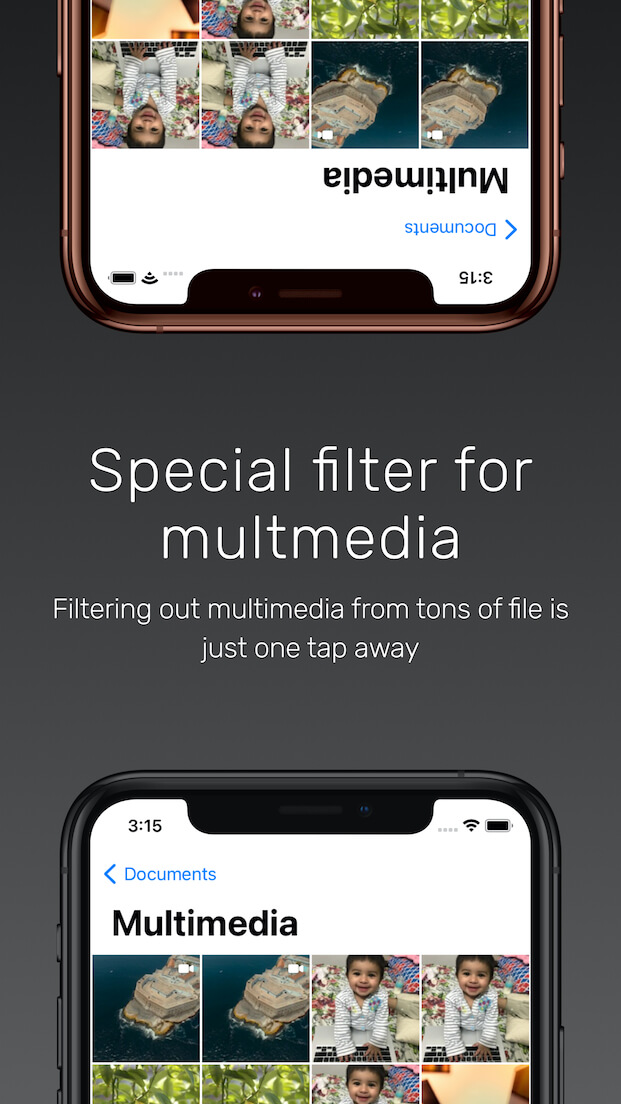 Multimedia
Documents
3:15
Special filter for
multmedia
Filtering out multimedia from tons of file is
just one tap away
3:15
Documents
Multimedia